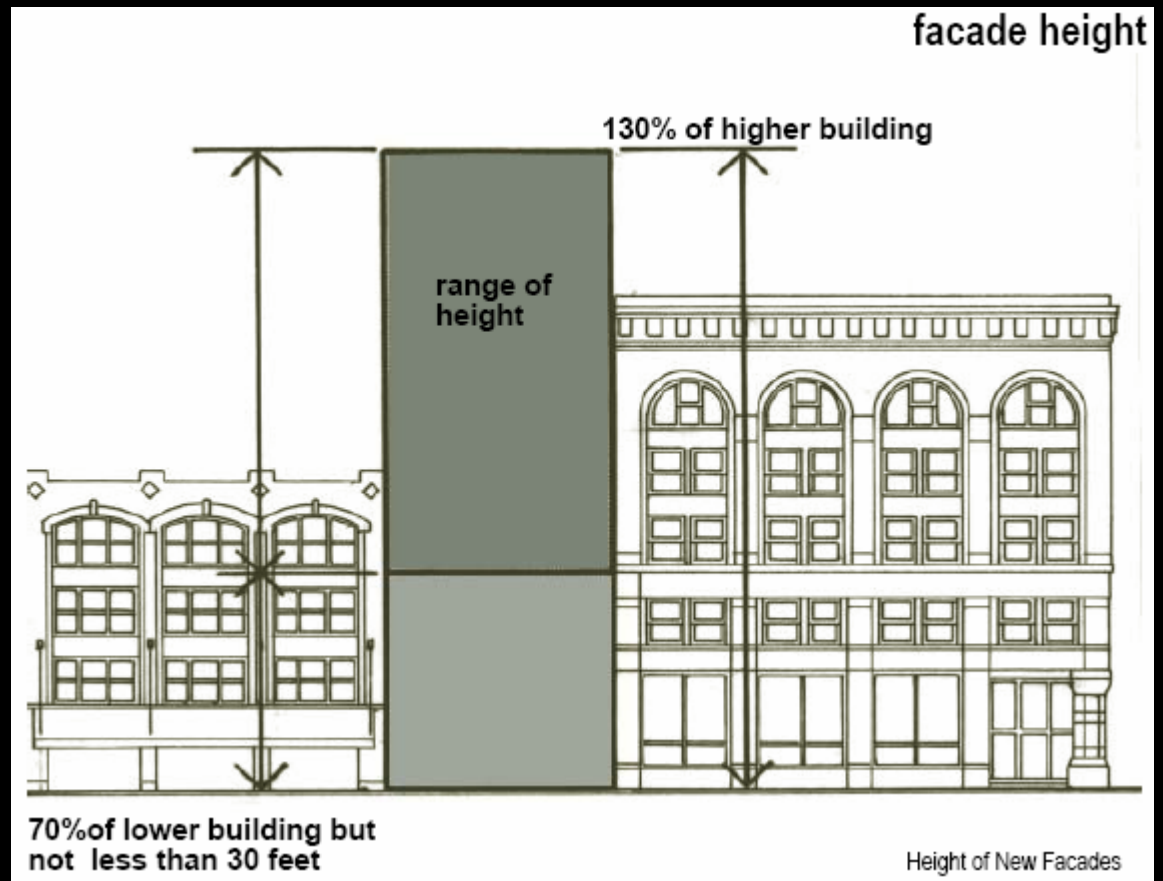 facade height
130% of higher building
range of
height
70%of lower building but
not less than 30 feet
Height of New Facades